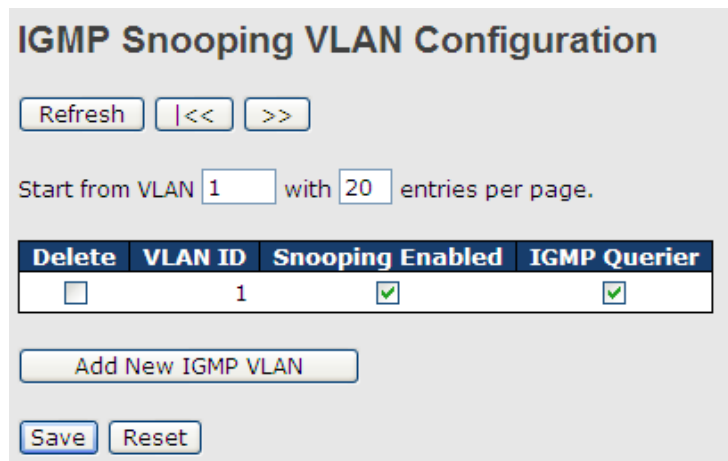 IGMP Snooping VLAN Configuration
Refresh |<< >>
Start from VLAN 1 with 20 entries per page.
Delete VLAN ID Snooping Enabled IGMP Querier
1
Add New IGMP VLAN
Save Reset